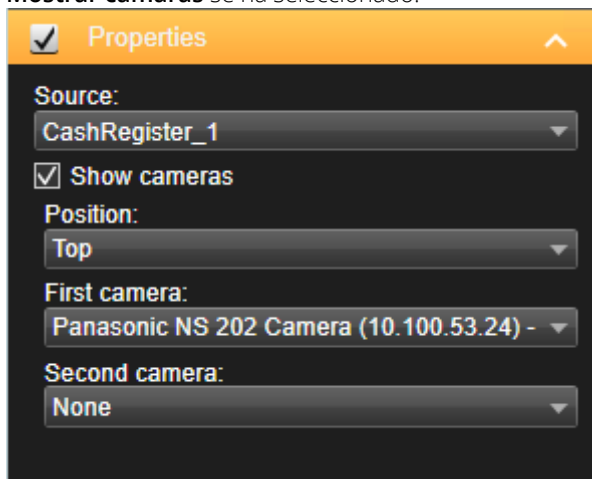 Mostrar cámaras se ha seleccionado.
Properties
Source:
CashRegister_1
Show cameras
Position:
Top
First camera:
Panasonic NS 202 Camera (10.100.53.24) -
Second camera:
None